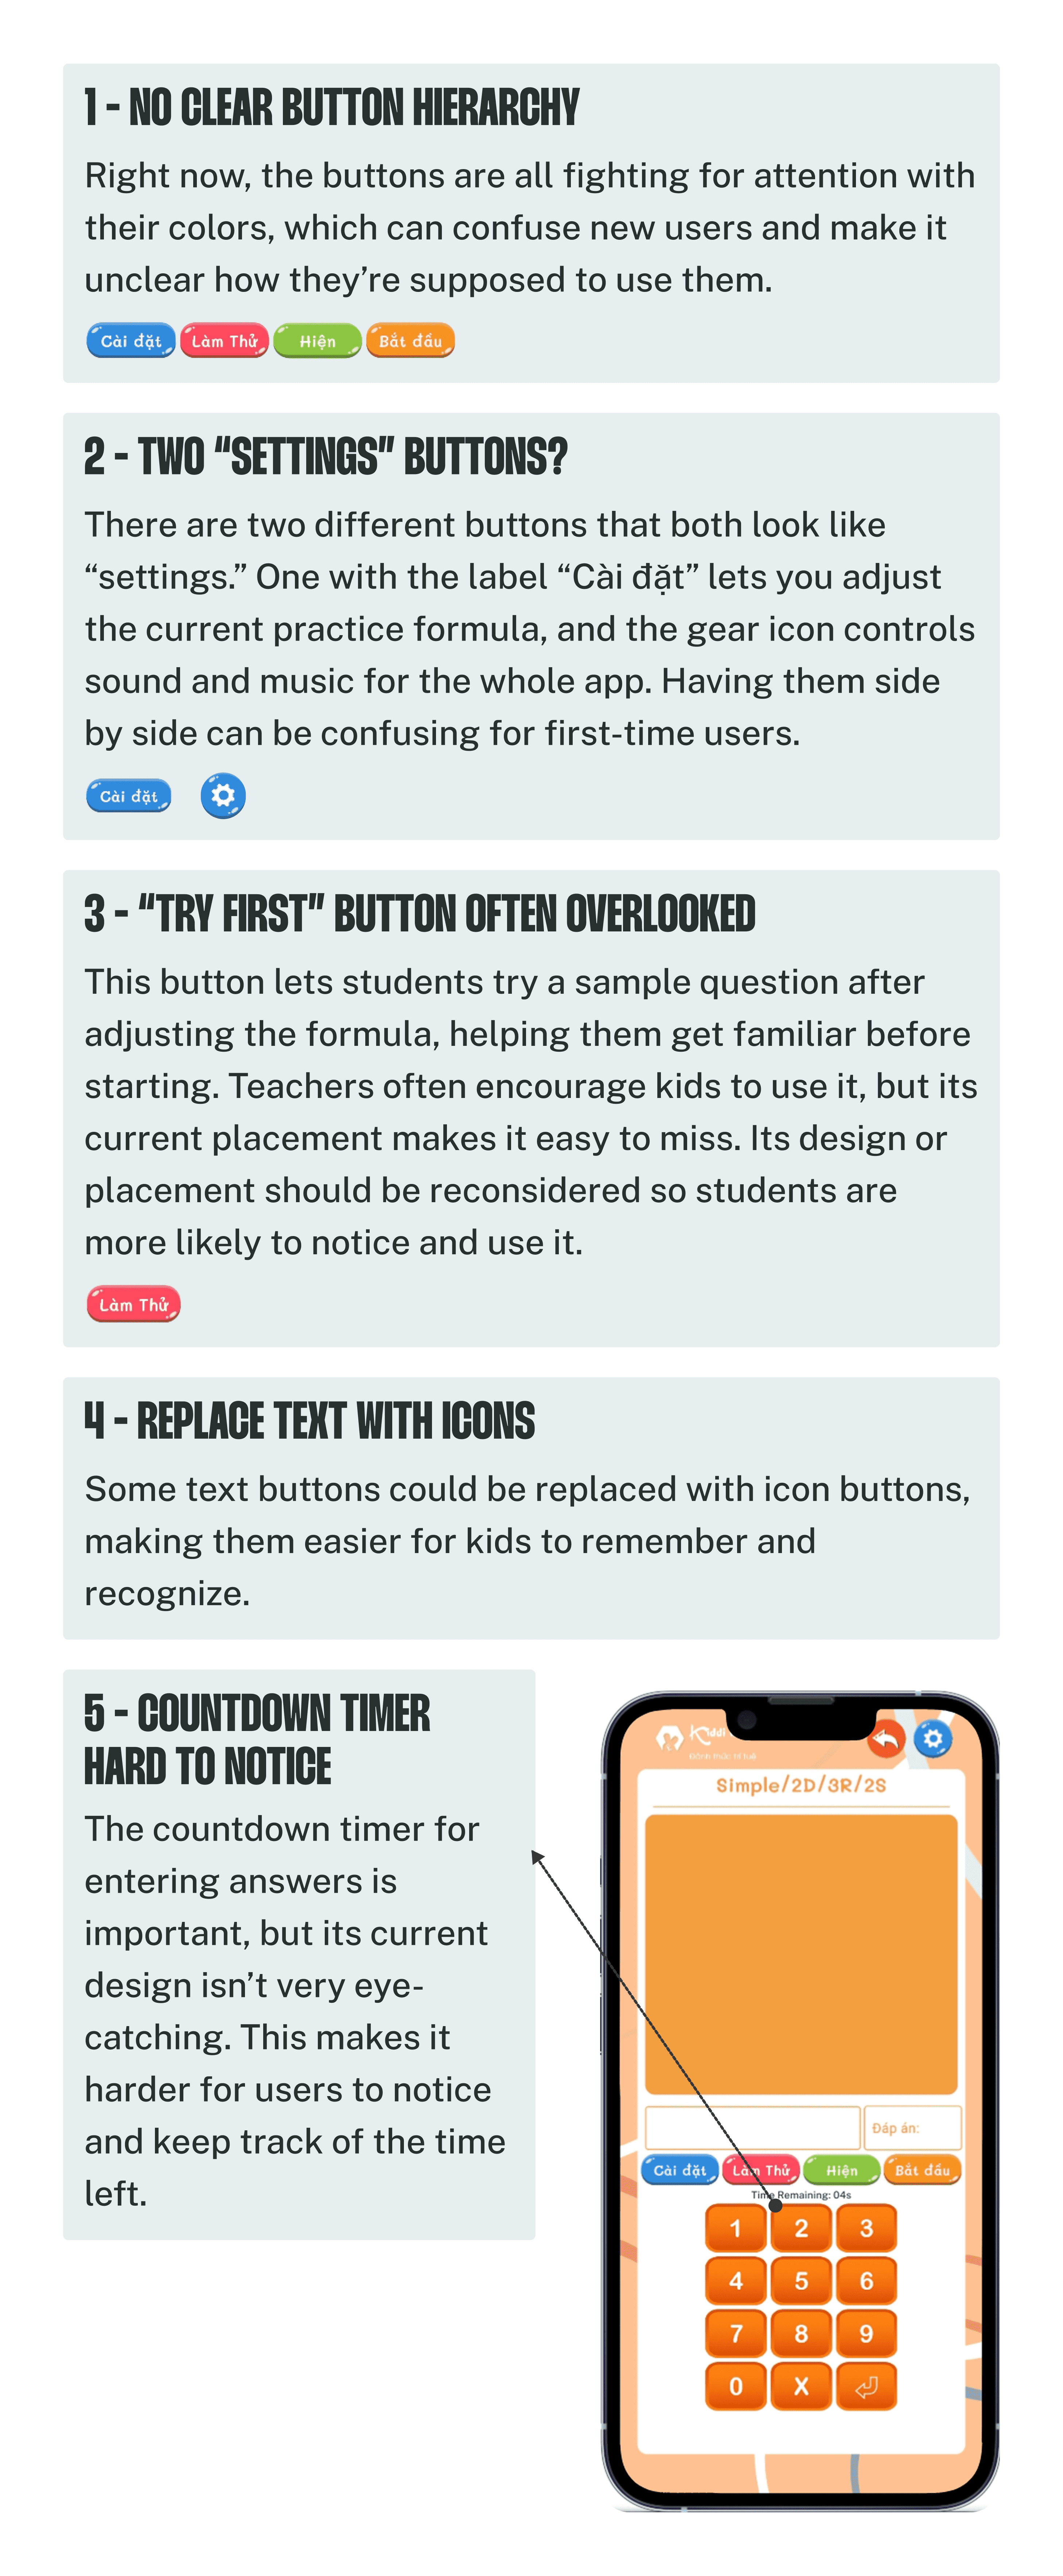 1 - NO CLEAR BUTTON HIERARCHY
Right now, the buttons are all fighting for attention with
their colors, which can confuse new users and make it
unclear how they’re supposed to use them.
Cài đặt Làm Thử Hiện Bắt đầu
2 - TWO “SETTINGS” BUTTONS?
There are two different buttons that both look like
“settings.” One with the label “Cài đặt” lets you adjust
the current practice formula, and the gear icon controls
sound and music for the whole app. Having them side
by side can be confusing for first-time users.
Cài đặt
3 - “TRY FIRST” BUTTON OFTEN OVERLOOKED
This button lets students try a sample question after
adjusting the formula, helping them get familiar before
starting. Teachers often encourage kids to use it, but its
current placement makes it easy to miss. Its design or
placement should be reconsidered so students are
more likely to notice and use it.
Làm Thử
4 - REPLACE TEXT WITH ICONS
Some text buttons could be replaced with icon buttons,
making them easier for kids to remember and
recognize.
5 - COUNTDOWN TIMER
HARD TO NOTICE
The countdown timer for
entering answers is
important, but its current
design isn’t very eye-
catching. This makes it
harder for users to notice
and keep track of the time
left.
Kiddi
Simple/2D/3R/2S
Đáp án:
Cài đặt Làm Thử Hiện Bắt đầu
Time Remaining: 04s
1 2 3
4 5 6
7 8 9
0 X